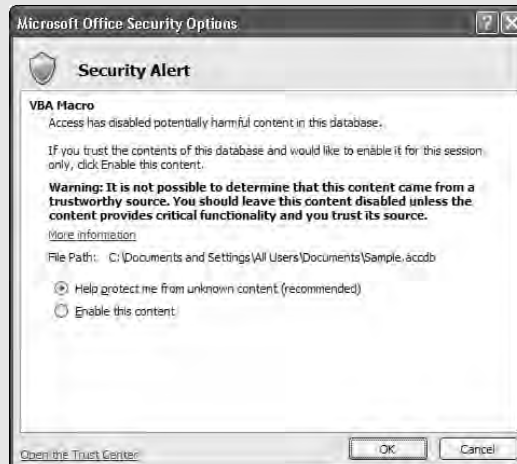 Microsoft Office Security Options
Security Alert
VBA Macro
Access has disabled potentially harmful content in this database.
If you trust the contents of this database and would like to enable it for this session
only, click Enable this content.
Warning: It is not possible to determine that this content came from a
trustworthy source. You should leave this content disabled unless the
content provides critical functionality and you trust its source.
More information
File Path: C:\Documents and Settings\All Users\Documents\Sample.accdb
Help protect me from unknown content (recommended)
Enable this content
Open the Trust Center
OK Cancel